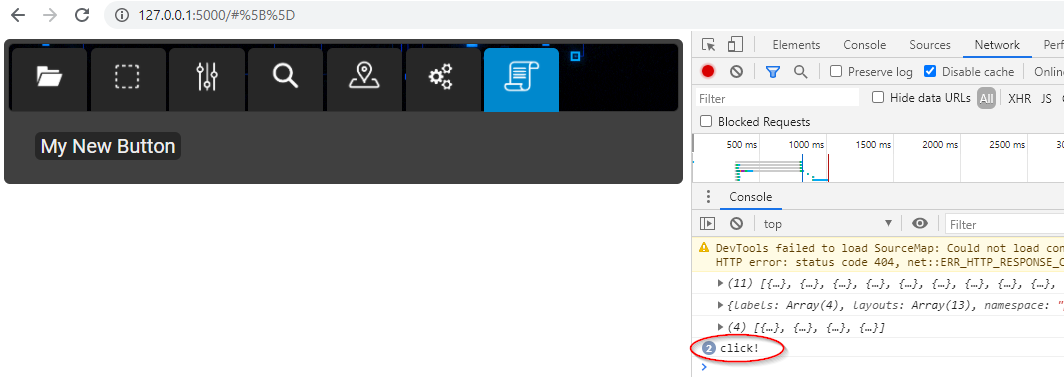 127.0.0.1:5000/#%5B%5D
My New Button
Elements Console Sources Network Perf
Preserve log Disable cache Online
Filter Hide data URLs All XHR JS
Blocked Requests
500 ms 1000 ms 1500 ms 2000 ms 2500 ms
Console
top Filter
DevTools failed to load SourceMap: Could not load con
HTTP error: status code 404, net::ERR_HTTP_RESPONSE_C
(11) [{…}, {…}, {…}, {…}, {…}, {…}, {…}, {…}, {…},
{labels: Array(4), layouts: Array(13), namespace: "
(4) [{…}, {…}, {…}, {…}]
2 click!